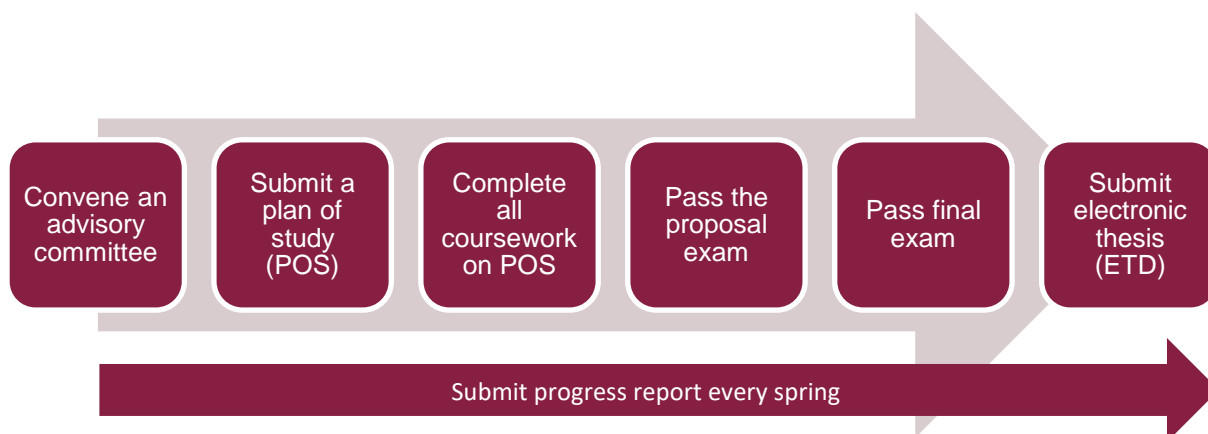 Convene an
advisory
committee
Submit a
plan of
study
(POS)
Complete
all
coursework
on POS
Pass the
proposal
exam
Pass final
exam
Submit
electronic
thesis
(ETD)
Submit progress report every spring